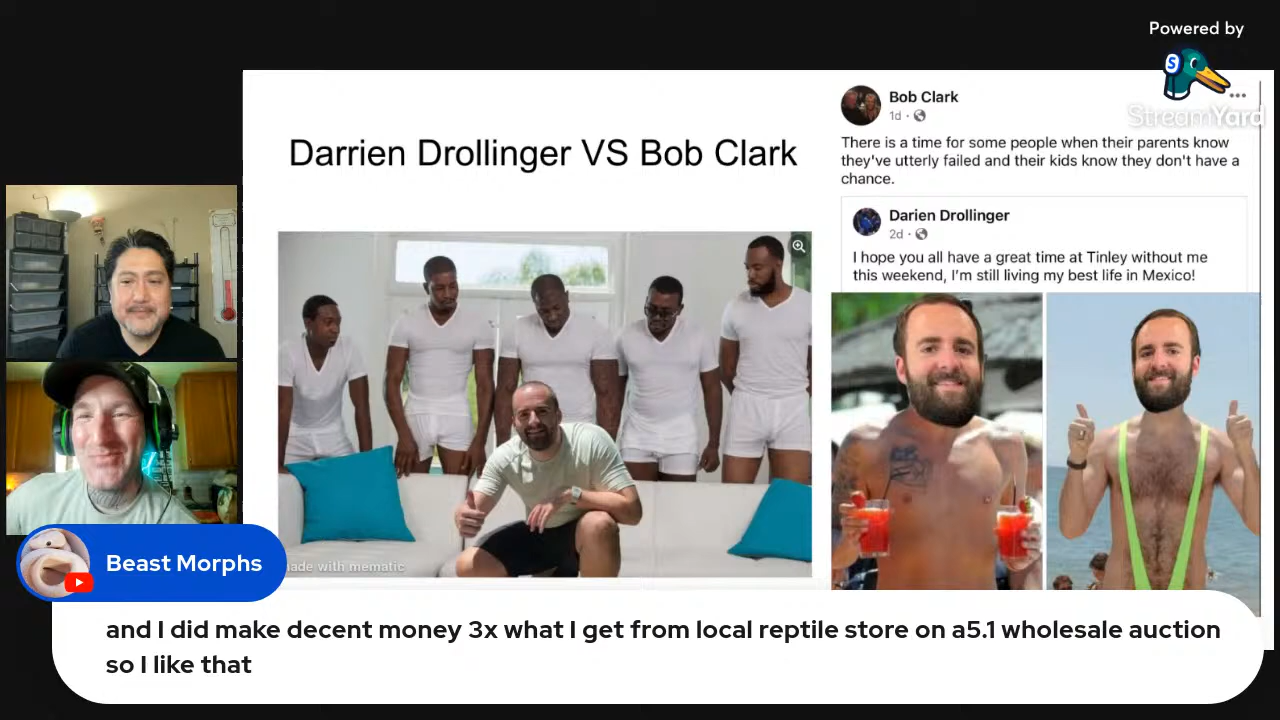 Powered by
StreamYard
Darrien Drollinger VS Bob Clark
made with mematic
Bob Clark
1d
There is a time for some people when their parents know
they've utterly failed and their kids know they don't have a
chance.
Darien Drollinger
2d
I hope you all have a great time at Tinley without me
this weekend, I'm still living my best life in Mexico!
Beast Morphs
and I did make decent money 3x what I get from local reptile store on a5.1 wholesale auction
so I like that